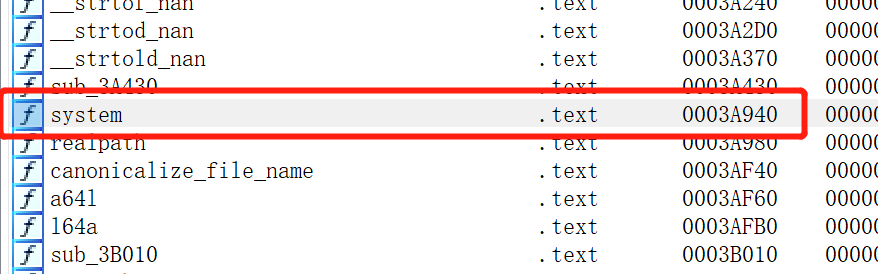 __strtof_nan .text 0003A240 00000
__strtod_nan .text 0003A2D0 00000
__strtold_nan .text 0003A370 00000
sub_3A430 .text 0003A430 00000
system .text 0003A940 00000
realpath .text 0003A980 00000
canonicalize_file_name .text 0003AF40 00000
a64l .text 0003AF60 00000
l64a .text 0003AFB0 00000
sub_3B010 .text 0003B010 00000